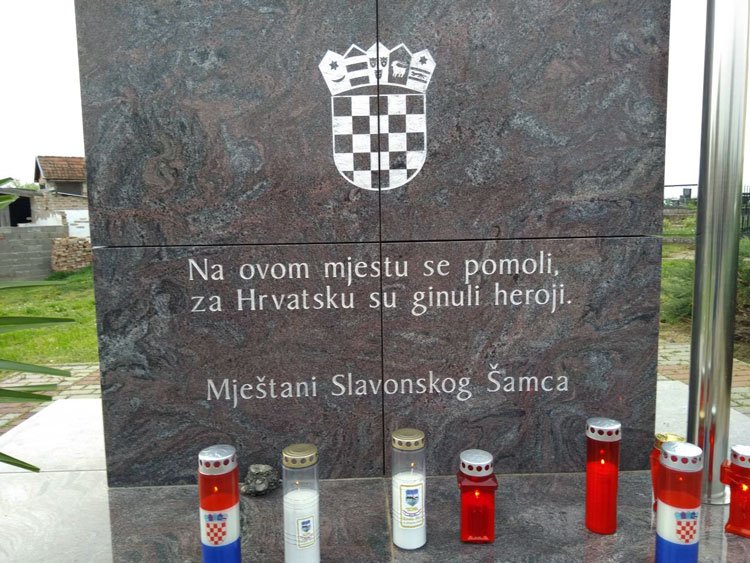 Na ovom mjestu se pomoli,
za Hrvatsku su ginuli heroji.
Mještani Slavonskog Šamca